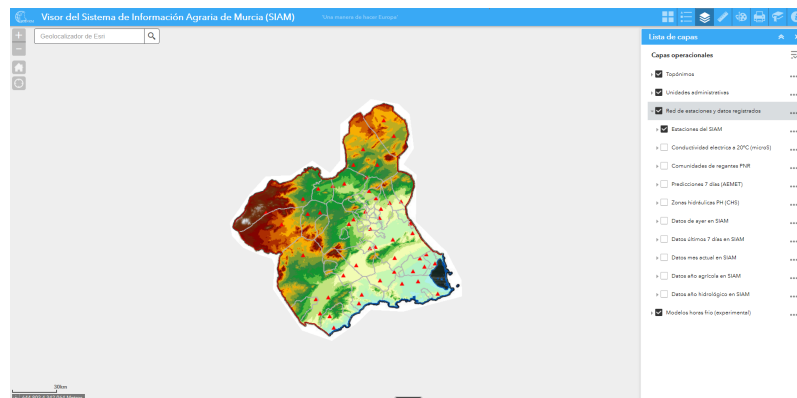 Visor del Sistema de Información Agraria de Murcia (SIAM)
'Una manera de hacer Europa'
Geolocalizador de Esri
Lista de capas
Capas operacionales
Topónimos
Unidades administrativas
Red de estaciones y datos registrados
Estaciones del SIAM
Conductividad electrica a 20ºC (microS)
Comunidades de regantes PNR
Predicciones 7 días (AEMET)
Zonas hidráulicas PH (CHS)
Datos de ayer en SIAM
Datos últimos 7 días en SIAM
Datos mes actual en SIAM
Datos año agrícola en SIAM
Datos año hidrológico en SIAM
Modelos horas frio (experimental)
30km